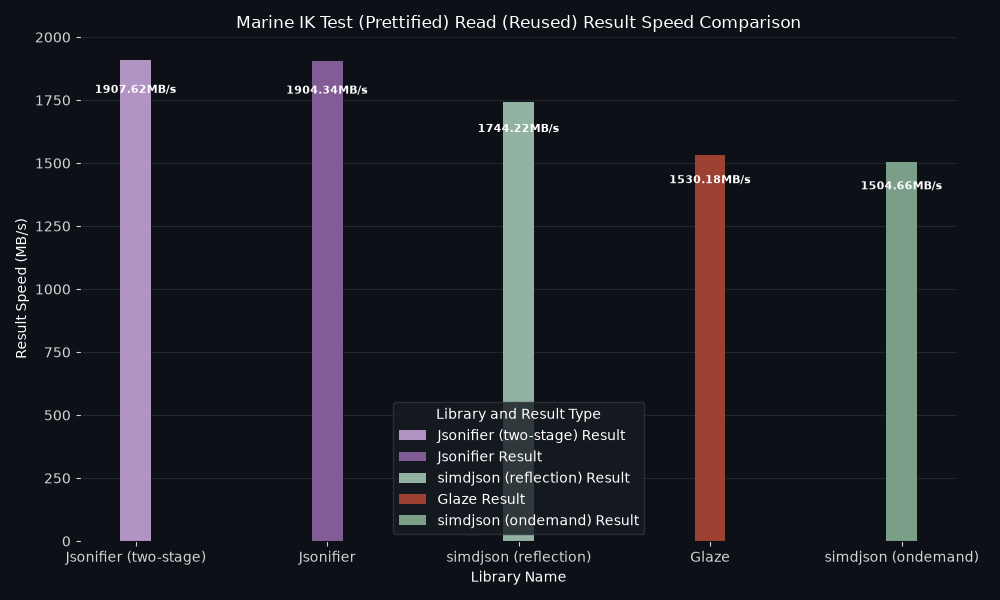 Marine IK Test (Prettified) Read (Reused) Result Speed Comparison
Result Speed (MB/s)
2000
1750
1500
1250
1000
750
500
250
0
1907.62MB/s
1904.34MB/s
1744.22MB/s
1530.18MB/s
1504.66MB/s
Library and Result Type
Jsonifier (two-stage) Result
Jsonifier Result
simdjson (reflection) Result
Glaze Result
simdjson (ondemand) Result
Jsonifier (two-stage)
Jsonifier
simdjson (reflection)
Glaze
simdjson (ondemand)
Library Name